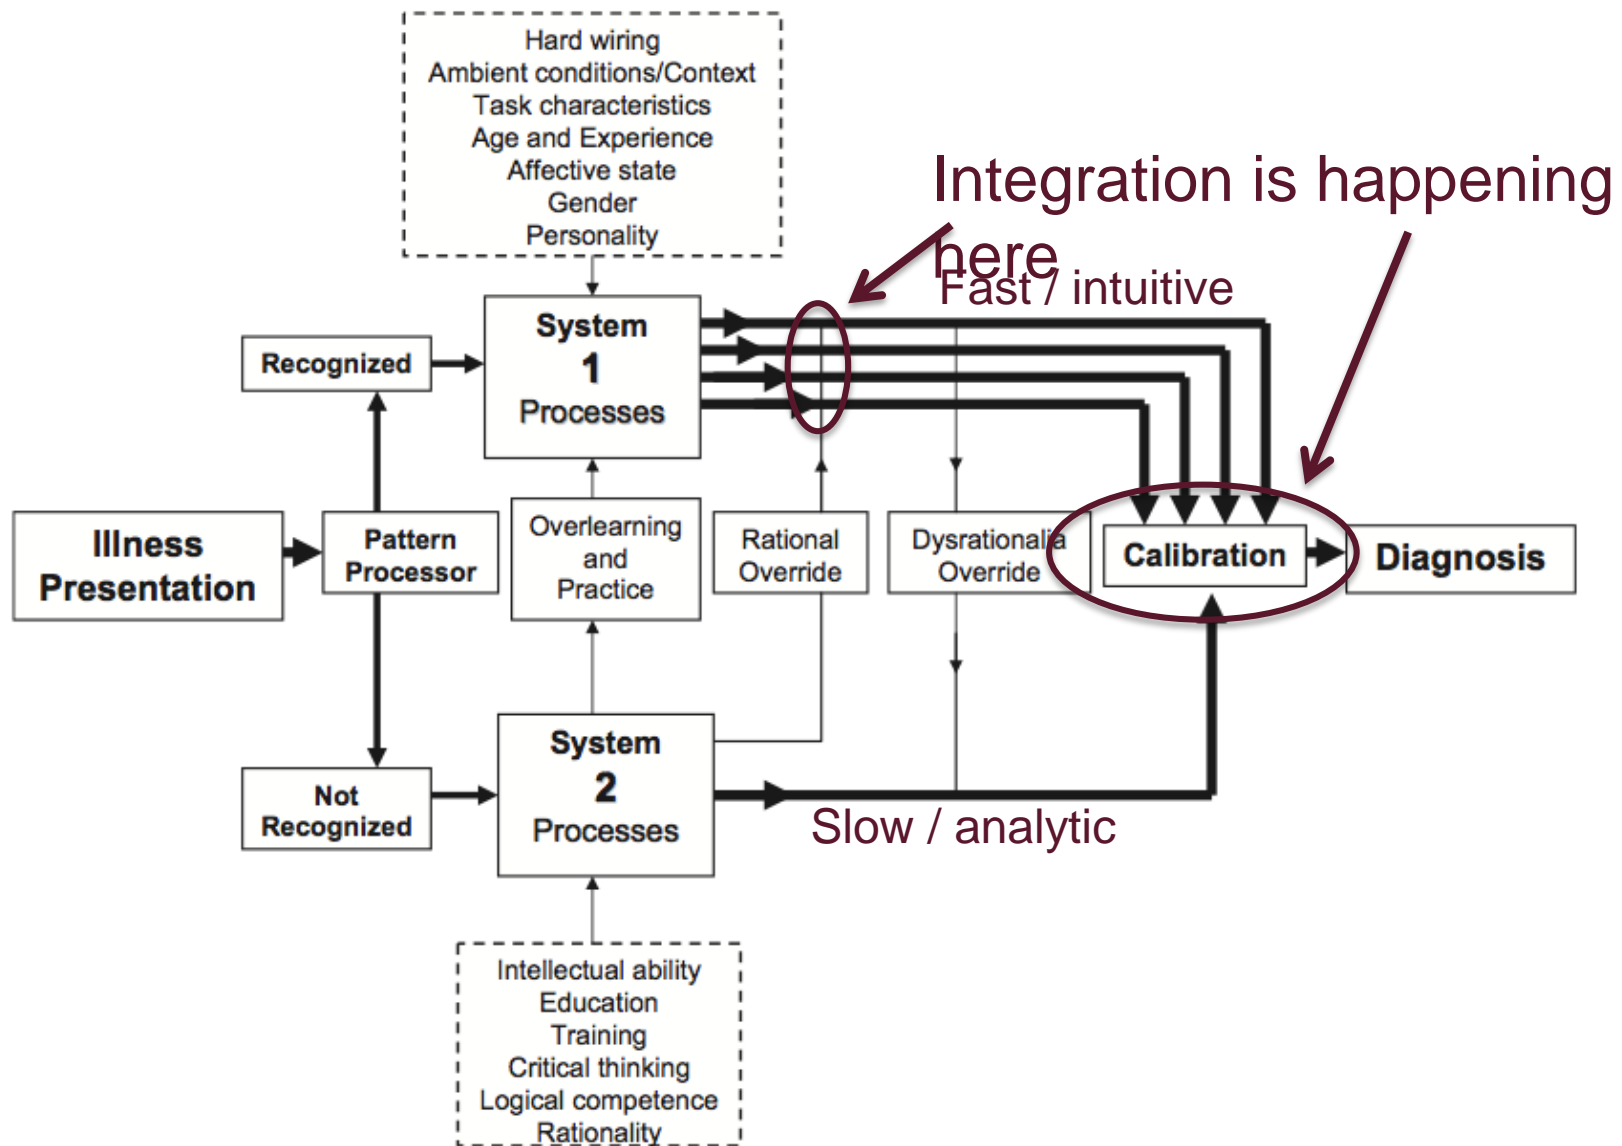 Hard wiring
Ambient conditions/Context
Task characteristics
Age and Experience
Affective state
Gender
Personality
Integration is happening
here
Fast / intuitive
System
1
Processes
Recognized
Illness
Presentation
Pattern
Processor
Overlearning
and
Practice
Rational
Override
Dysrationalia
Override
Calibration
Diagnosis
Not
Recognized
System
2
Processes
Slow / analytic
Intellectual ability
Education
Training
Critical thinking
Logical competence
Rationality